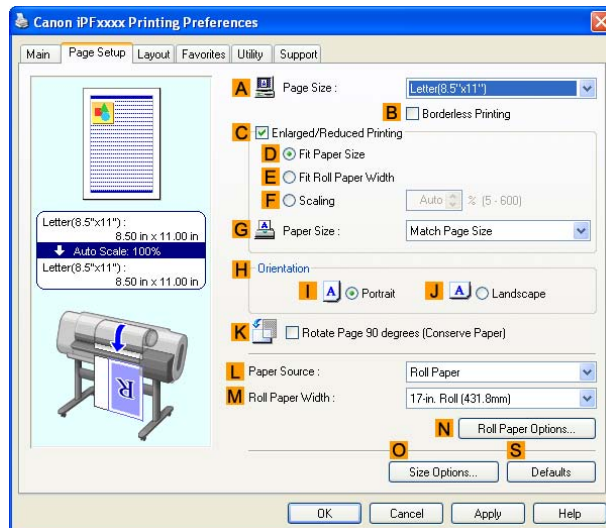 Canon iPFxxxx Printing Preferences
Main Page Setup Layout Favorites Utility Support
A Page Size : Letter(8.5"x11")
B Borderless Printing
C Enlarged/Reduced Printing
D Fit Paper Size
E Fit Roll Paper Width
F Scaling Auto % (5 - 600)
G Paper Size : Match Page Size
Letter(8.5"x11") :
8.50 in x 11.00 in
Auto Scale: 100%
Letter(8.5"x11") :
8.50 in x 11.00 in
H Orientation
I A Portrait J A Landscape
K Rotate Page 90 degrees (Conserve Paper)
R
L Paper Source : Roll Paper
M Roll Paper Width : 17-in. Roll (431.8mm)
N Roll Paper Options...
O S
Size Options... Defaults
OK Cancel Apply Help